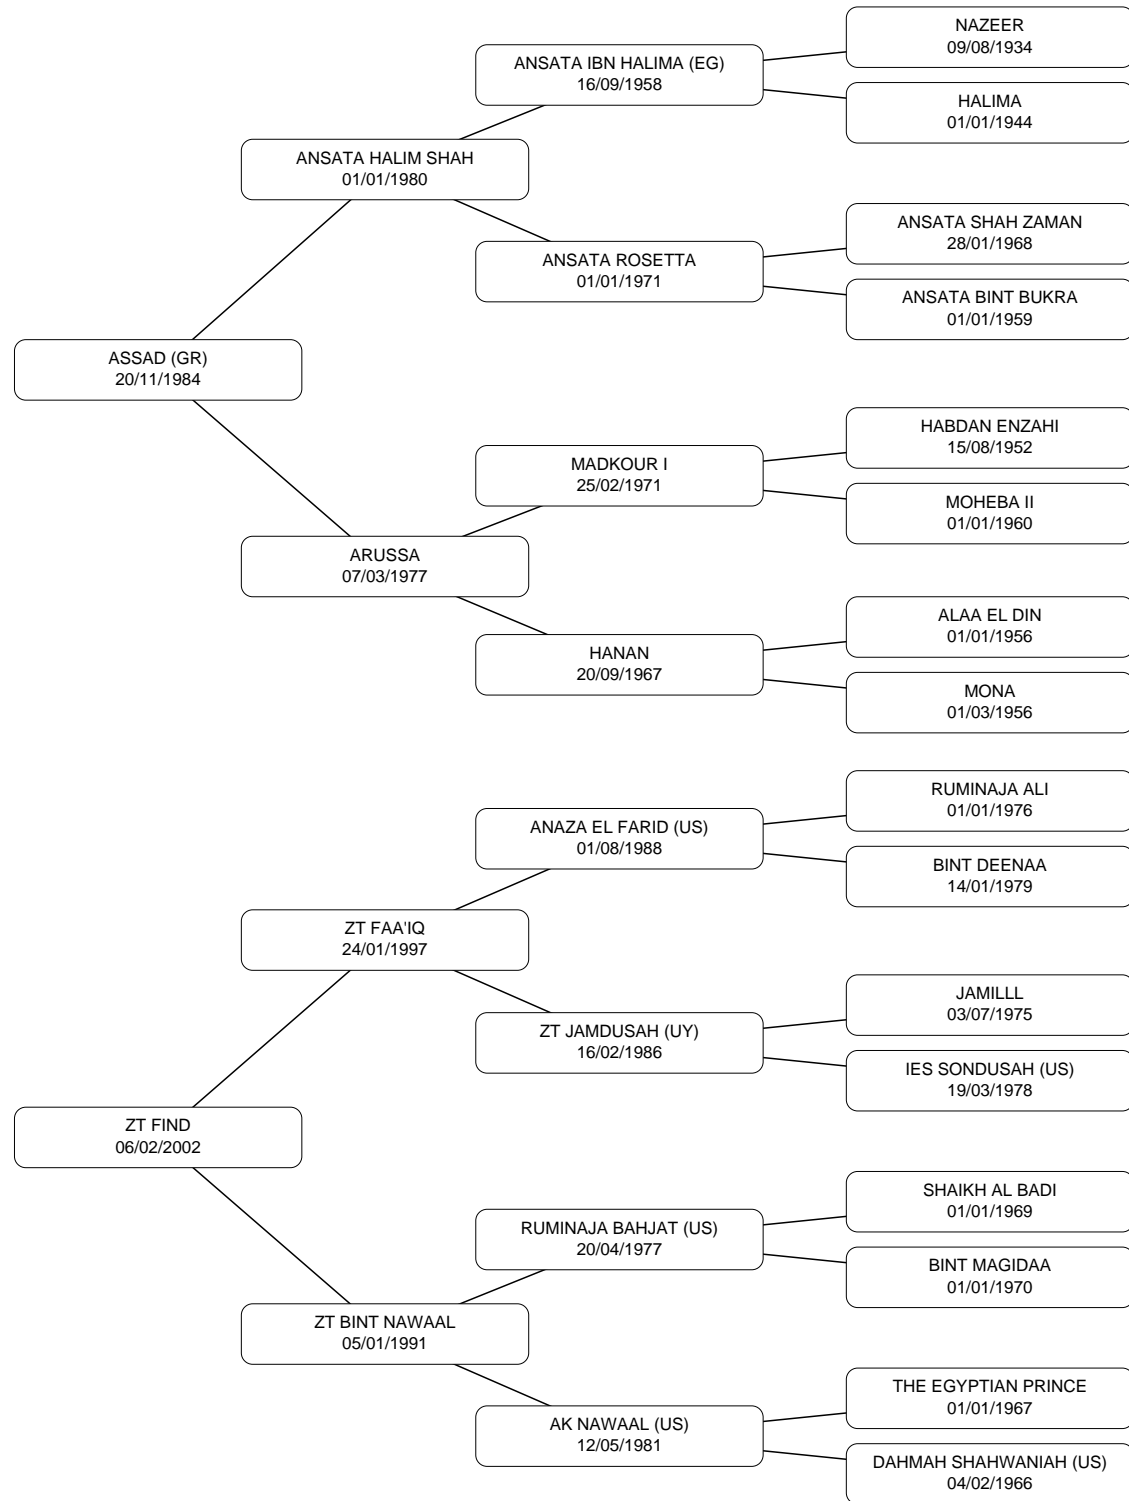 NAZEER
09/08/1934
ANSATA IBN HALIMA (EG)
16/09/1958
HALIMA
01/01/1944
ANSATA HALIM SHAH
01/01/1980
ANSATA SHAH ZAMAN
28/01/1968
ANSATA ROSETTA
01/01/1971
ANSATA BINT BUKRA
01/01/1959
ASSAD (GR)
20/11/1984
HABDAN ENZAHI
15/08/1952
MADKOUR I
25/02/1971
MOHEBA II
01/01/1960
ARUSSA
07/03/1977
ALAA EL DIN
01/01/1956
HANAN
20/09/1967
MONA
01/03/1956
RUMINAJA ALI
01/01/1976
ANAZA EL FARID (US)
01/08/1988
BINT DEENAA
14/01/1979
ZT FAA'IQ
24/01/1997
JAMILLL
03/07/1975
ZT JAMDUSAH (UY)
16/02/1986
IES SONDUSAH (US)
19/03/1978
ZT FIND
06/02/2002
SHAIKH AL BADI
01/01/1969
RUMINAJA BAHJAT (US)
20/04/1977
BINT MAGIDAA
01/01/1970
ZT BINT NAWAAL
05/01/1991
THE EGYPTIAN PRINCE
01/01/1967
AK NAWAAL (US)
12/05/1981
DAHMAH SHAHWANIAH (US)
04/02/1966